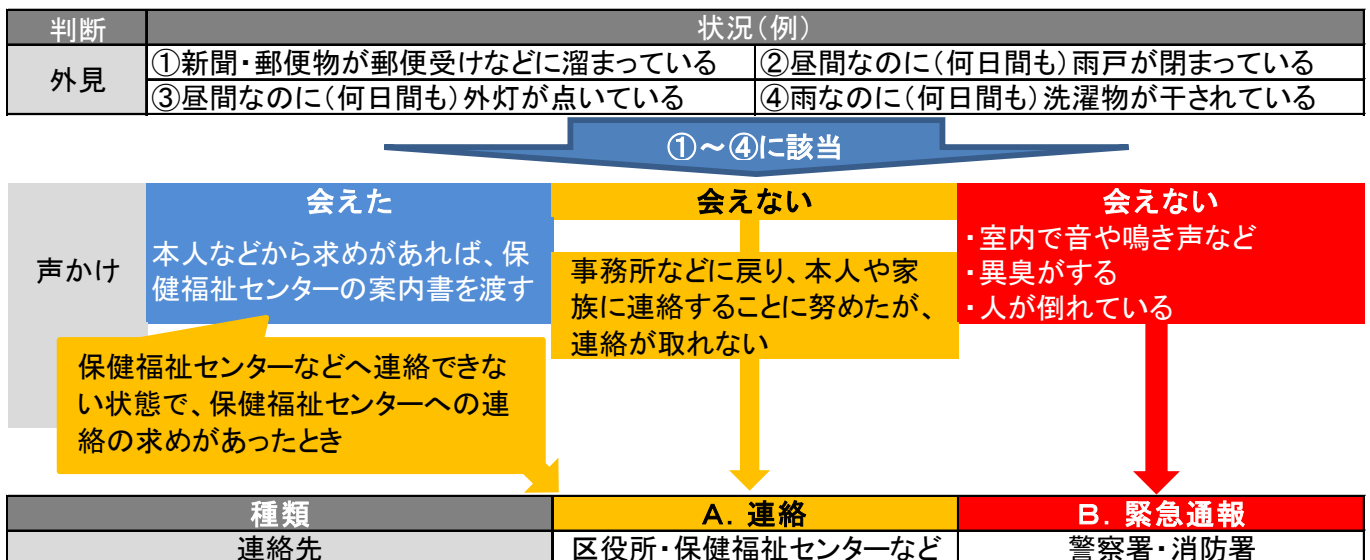 判断
状況(例)
外見
①新聞・郵便物が郵便受けなどに溜まっている
②昼間なのに(何日間も)雨戸が閉まっている
③昼間なのに(何日間も)外灯が点いている
④雨なのに(何日間も)洗濯物が干されている
①～④に該当
声かけ
会えた
本人などから求めがあれば、保
健福祉センターの案内書を渡す
会えない
事務所などに戻り、本人や家
族に連絡することに努めたが、
連絡が取れない
会えない
・室内で音や鳴き声など
・異臭がする
・人が倒れている
保健福祉センターなどへ連絡できな
い状態で、保健福祉センターへの連
絡の求めがあったとき
種類
A．連絡
B．緊急通報
連絡先
区役所・保健福祉センターなど
警察署・消防署